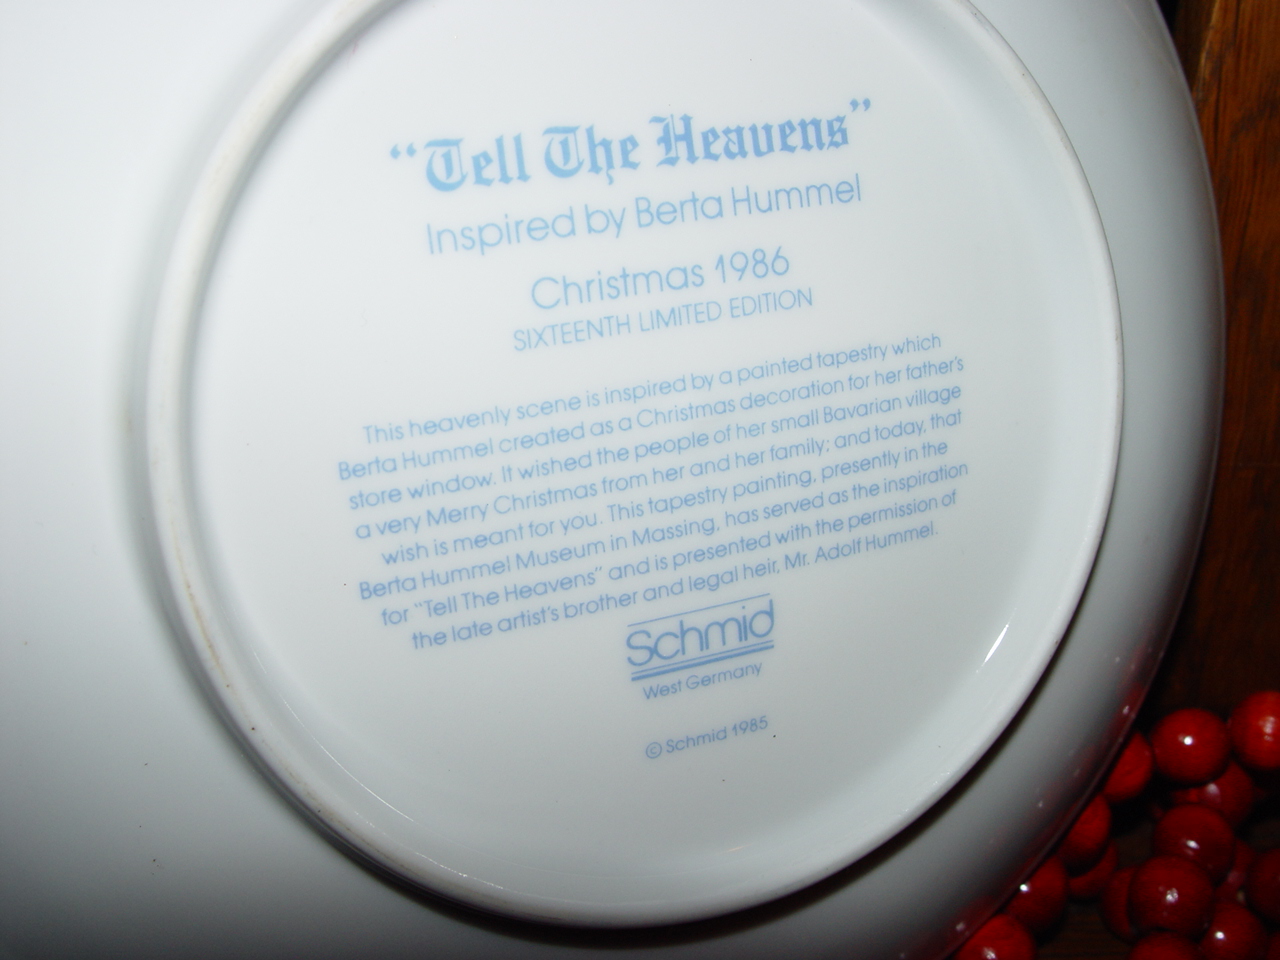 “Tell The Heavens”
Inspired by Berta Hummel
Christmas 1986
SIXTEENTH LIMITED EDITION
This heavenly scene is inspired by a painted tapestry which
Berta Hummel created as a Christmas decoration for her father's
store window. It wished the people of her small Bavarian village
a very Merry Christmas from her and her family; and today, that
wish is meant for you. This tapestry painting, presently in the
Berta Hummel Museum in Massing, has served as the inspiration
for “Tell The Heavens” and is presented with the permission of
the late artist's brother and legal heir, Mr. Adolf Hummel.
Schmid
West Germany
© Schmid 1985